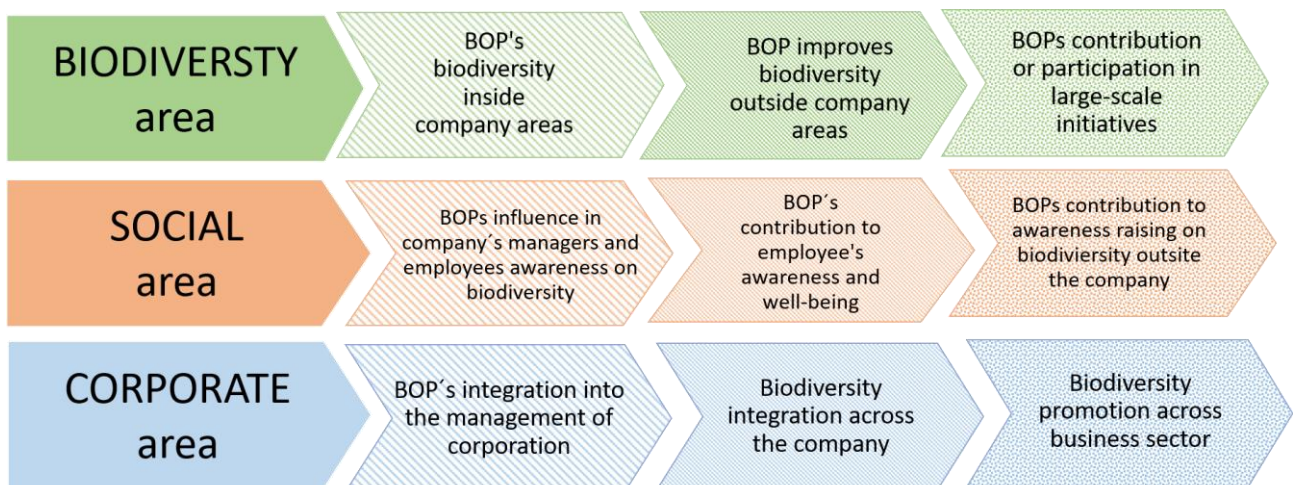 BIODIVERSTY
area
BOP's
biodiversity
inside
company areas
BOP improves
biodiversity
outside company
areas
BOPs contribution
or participation in
large-scale
initiatives
SOCIAL
area
BOPs influence in
company´s managers and
employees awareness on
biodiversity
BOP´s
contribution to
employee's
awareness and
well-being
BOPs contribution to
awareness raising on
biodiviersity outsite
the company
CORPORATE
area
BOP´s integration into
the management of
corporation
Biodiversity
integration across
the company
Biodiversity
promotion across
business sector